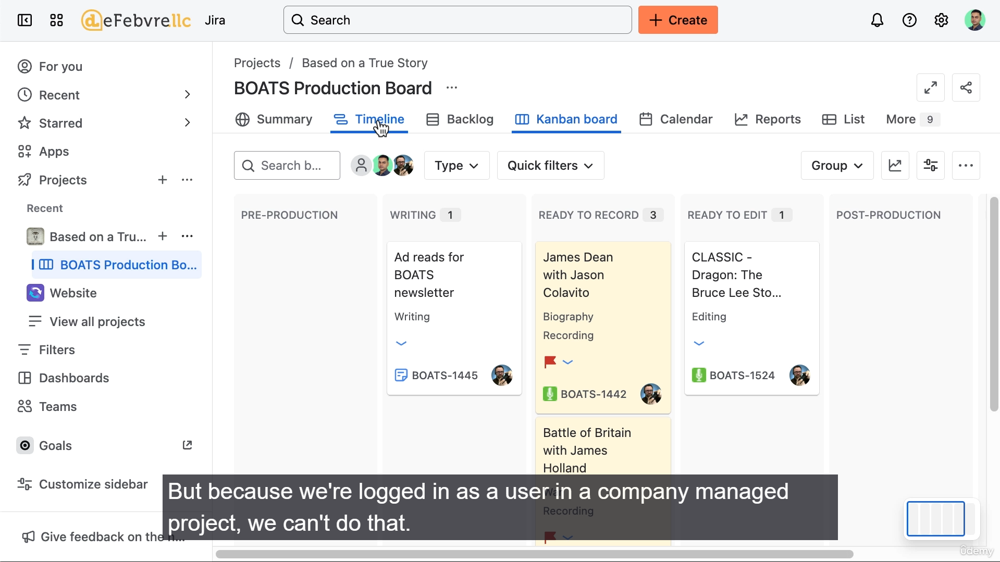 deFebvre.llc Jira
Search
Create
For you
Recent
Starred
Apps
Projects
Recent
Based on a Tru...
BOATS Production Bo...
Website
View all projects
Filters
Dashboards
Teams
Goals
Customize sidebar
Give feedback on the n...
Projects / Based on a True Story
BOATS Production Board
Summary
Timeline
Backlog
Kanban board
Calendar
Reports
List
More 9
Search b...
Type
Quick filters
Group
PRE-PRODUCTION
WRITING 1
Ad reads for
BOATS
newsletter
Writing
BOATS-1445
READY TO RECORD 3
James Dean
with Jason
Colavito
Biography
Recording
BOATS-1442
Battle of Britain
with James
Holland
War
Recording
READY TO EDIT 1
CLASSIC -
Dragon: The
Bruce Lee Sto...
Editing
BOATS-1524
POST-PRODUCTION
But because we're logged in as a user in a company managed
project, we can't do that.
ûdemy